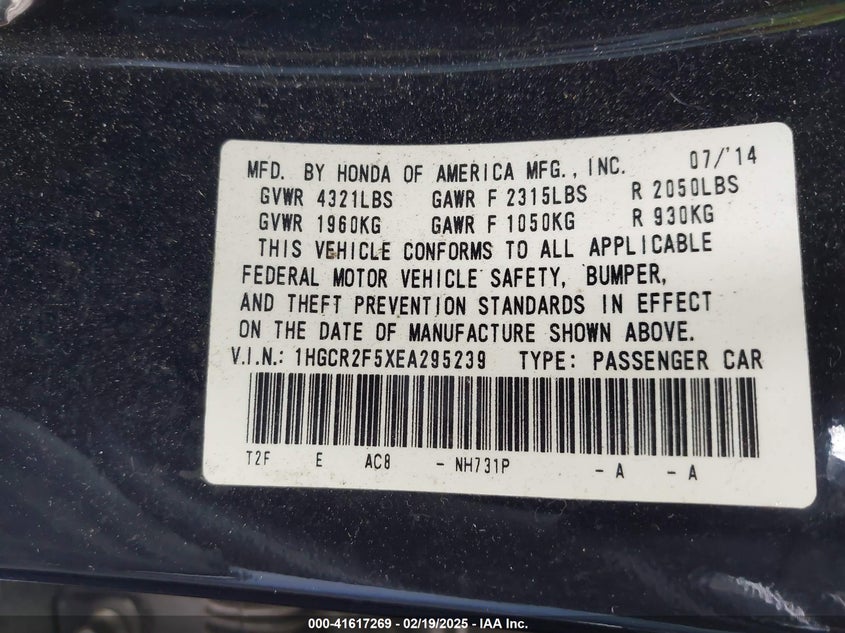 MFD. BY HONDA OF AMERICA MFG., INC. 07/'14
GVWR 4321LBS GAWR F 2315LBS R 2050LBS
GVWR 1960KG GAWR F 1050KG R 930KG
THIS VEHICLE CONFORMS TO ALL APPLICABLE
FEDERAL MOTOR VEHICLE SAFETY, BUMPER,
AND THEFT PREVENTION STANDARDS IN EFFECT
ON THE DATE OF MANUFACTURE SHOWN ABOVE.
V.I.N.: 1HGCR2F5XEA295239 TYPE: PASSENGER CAR
T2F E AC8 - NH731P - A - A
000-41617269 - 02/19/2025 - IAA Inc.